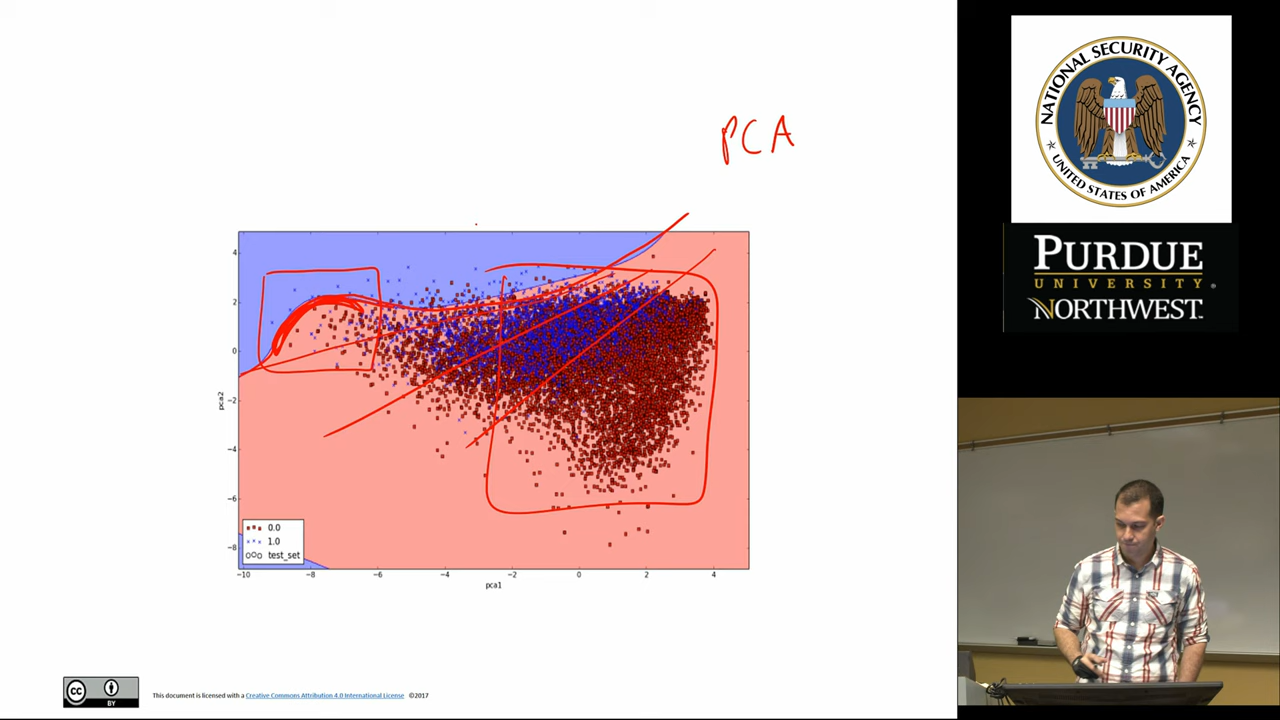 PCA
4
2
0
−2
−4
−6
−8
pca2
−10 −8 −6 −4 −2 0 2 4
pca1
0.0
1.0
test_set
cc
BY
This document is licensed with a Creative Commons Attribution 4.0 International License ©2017
NATIONAL SECURITY AGENCY
UNITED STATES OF AMERICA
PURDUE
UNIVERSITY
NORTHWEST